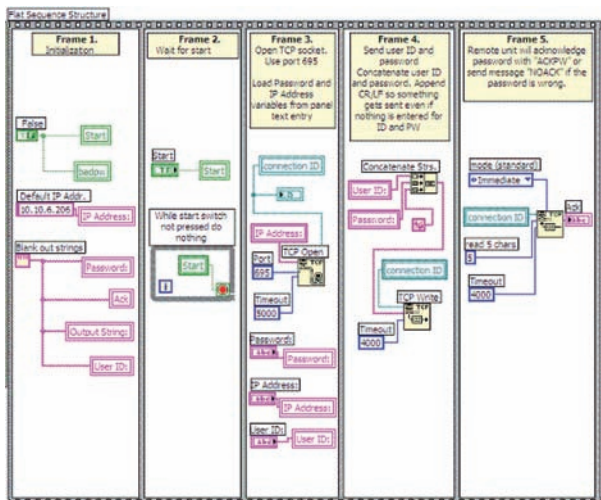 Flat Sequence Structure
Frame 1.
Initialization
False
Start
badpw
Default IP Addr.
10.10.6.206
IP Address:
Blank out strings
Password:
Ack
Output String:
User ID:
Frame 2.
Wait for start
Start
Start
While start switch
not pressed do
nothing
Start
i
Frame 3.
Open TCP socket.
Use port 695
Load Password and
IP Address
variables from panel
text entry
connection ID
IP Address:
TCP Open
Port
695
TCP
Timeout
5000
Password:
abc
Password:
IP Address:
abc
IP Address:
User ID:
abc
User ID:
Frame 4.
Send user ID and
password
Concatenate user ID
and password. Append
CR/LF so something
gets sent even if
nothing is entered for
ID and PW
Concatenate Strs.
User ID:
Password:
connection ID
TCP Write
TCP
Timeout
4000
Frame 5.
Remote unit will acknowledge
password with "ACKPW" or
send message "NOACK" if the
password is wrong.
mode (standard)
Immediate
connection ID
TCP
Ack
abc
read 5 chars
5
Timeout
4000